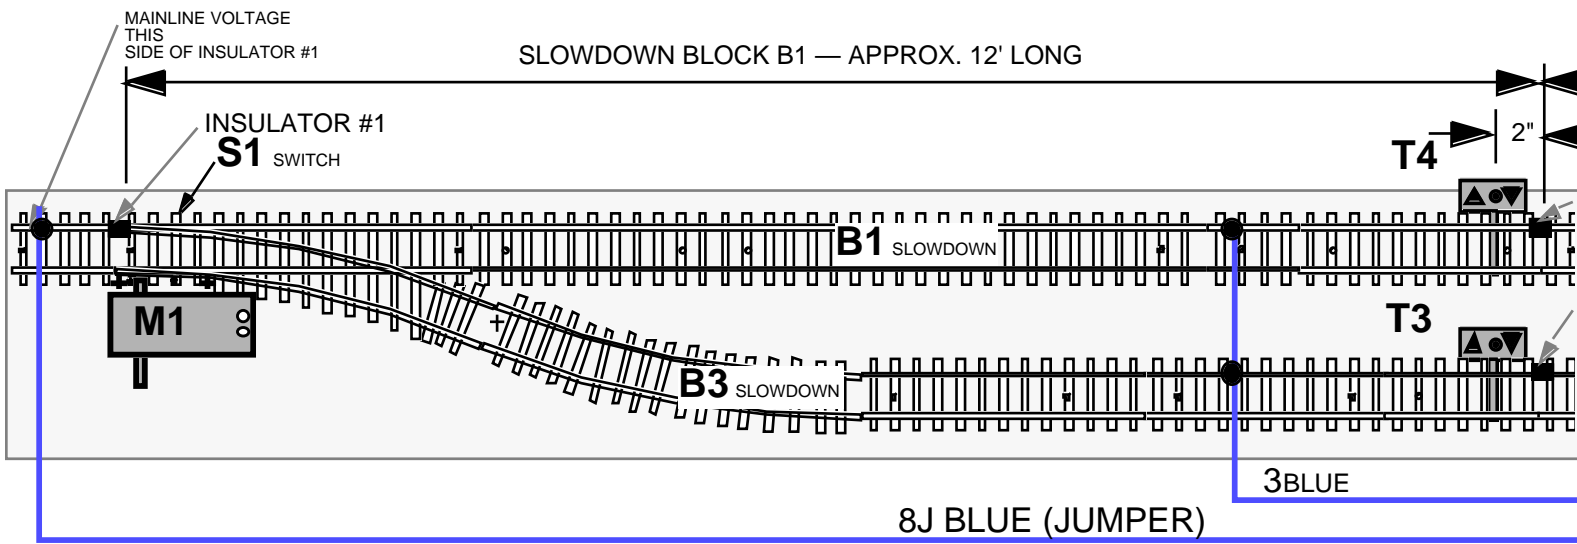 MAINLINE VOLTAGE
THIS
SIDE OF INSULATOR #1
SLOWDOWN BLOCK B1 — APPROX. 12' LONG
INSULATOR #1
S1 SWITCH
2"
T4
B1 SLOWDOWN
M1
T3
B3 SLOWDOWN
3BLUE
8J BLUE (JUMPER)